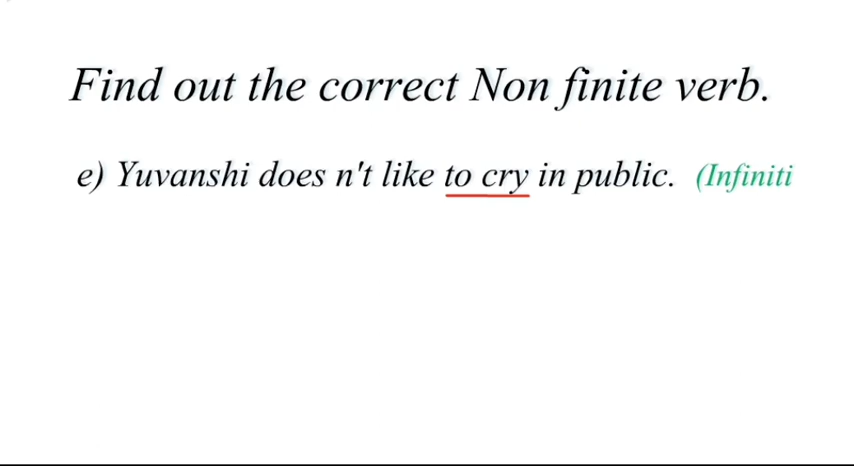 Find out the correct Non finite verb.
e) Yuvanshi does n't like to cry in public. (Infiniti